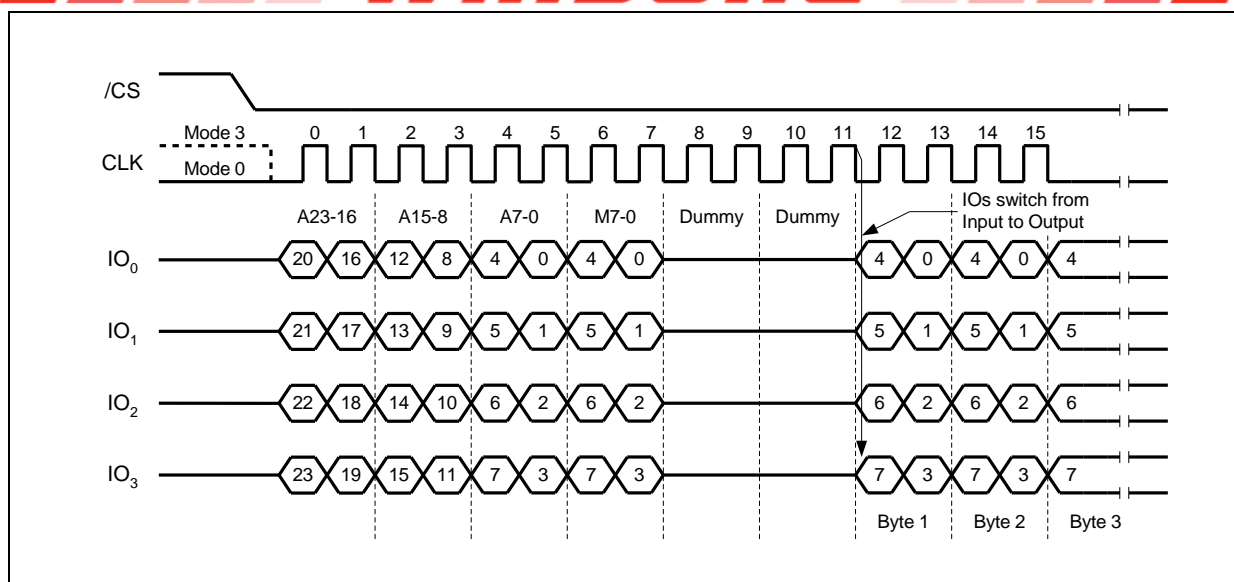 /CS
Mode 3
0 1 2 3 4 5 6 7 8 9 10 11 12 13 14 15
CLK
Mode 0
IOs switch from
Input to Output
A23-16 A15-8 A7-0 M7-0 Dummy Dummy
IO0 20 16 12 8 4 0 4 0 4 0 4 0 4
IO1 21 17 13 9 5 1 5 1 5 1 5 1 5
IO2 22 18 14 10 6 2 6 2 6 2 6 2 6
IO3 23 19 15 11 7 3 7 3 7 3 7 3 7
Byte 1 Byte 2 Byte 3